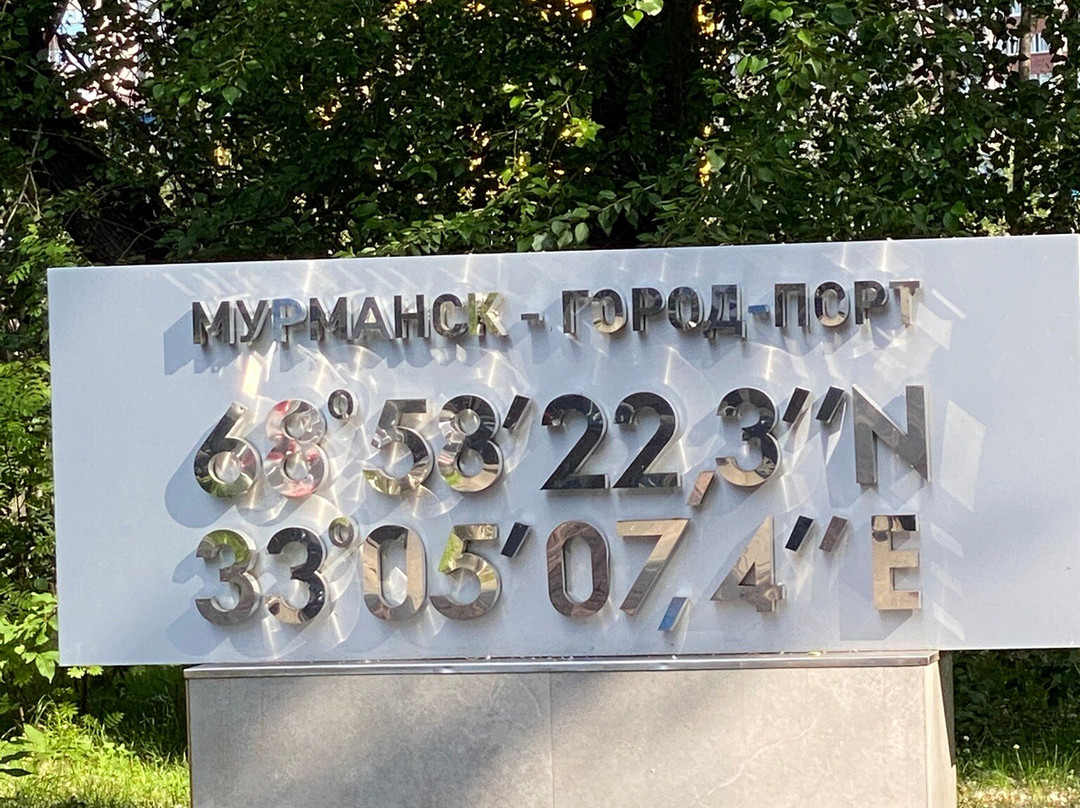 МУРМАНСК - ГОРОД-ПОРТ
68°58'22,3"N
33°05'07,4"E